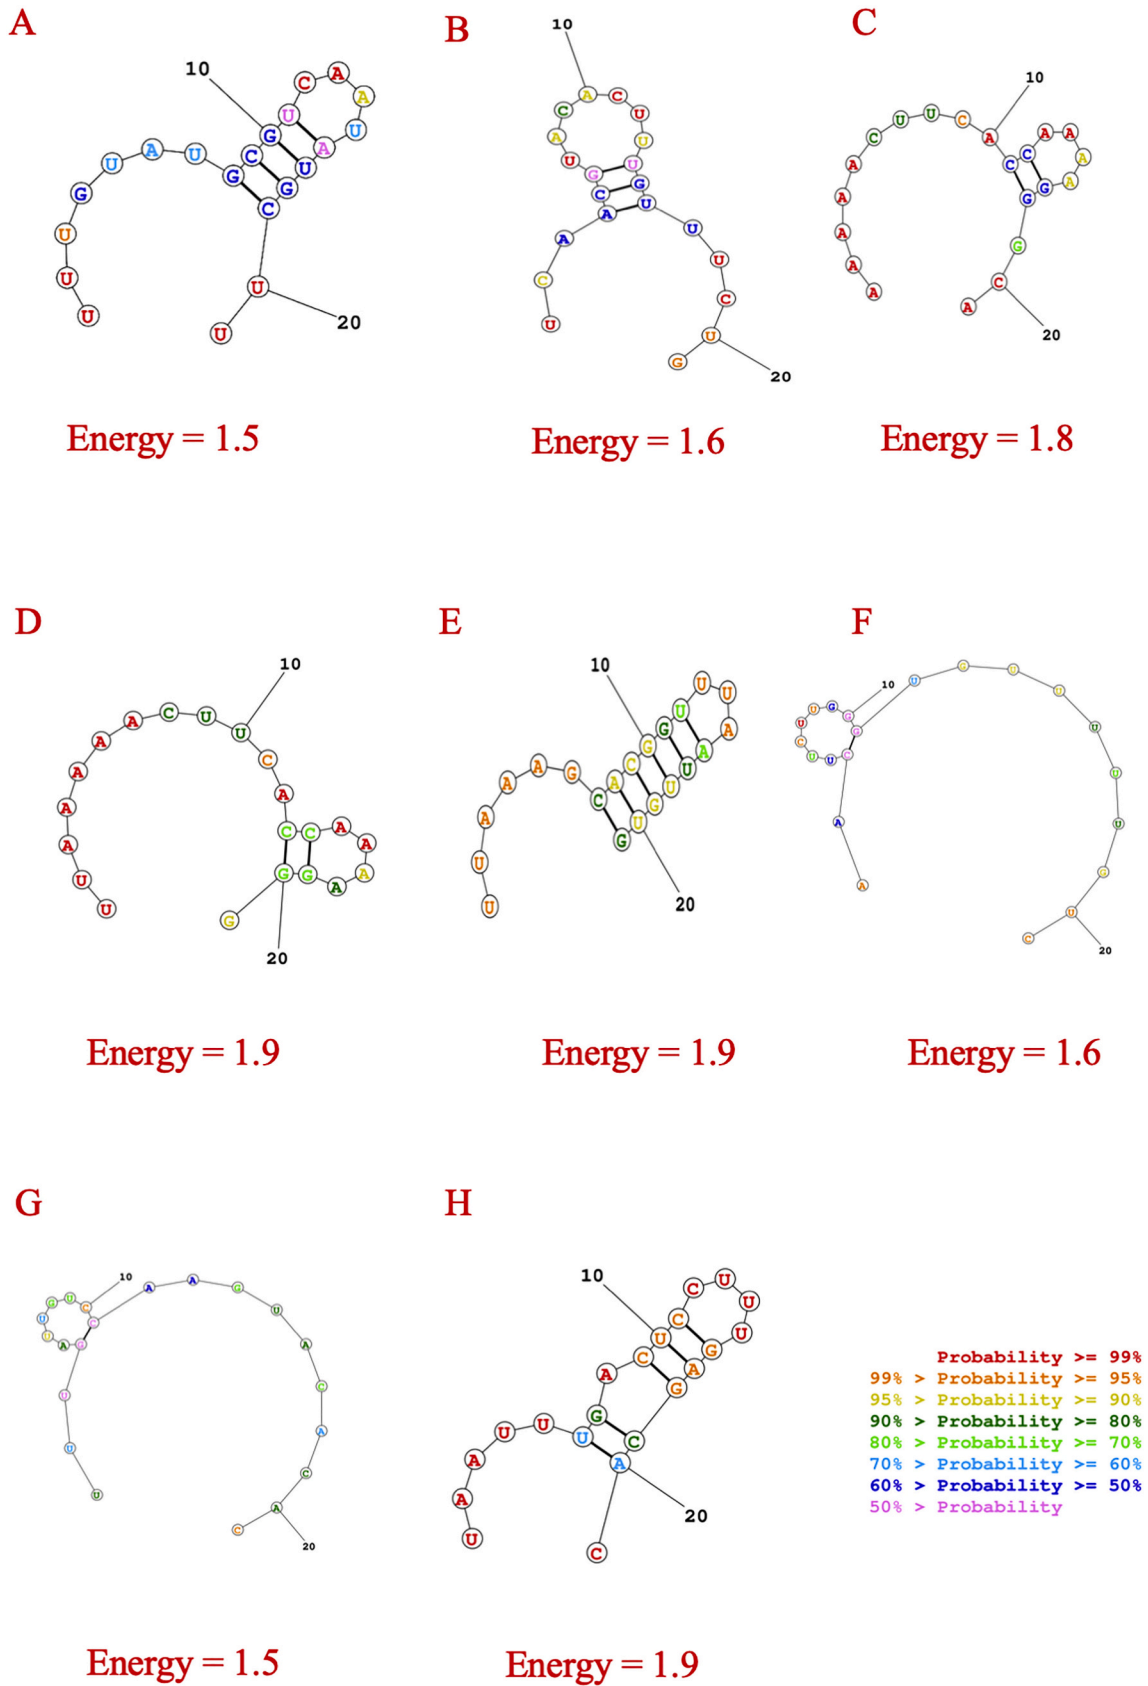 A
10
U U U G U A U G C G U C A A U A U G C U U
20
Energy = 1.5
B
10
U C A A C G U A C A C U U U G U U U C U G
20
Energy = 1.6
C
10
A A A A A C U U C A C C A A A A G G G C A
20
Energy = 1.8
D
10
U U A A A A A C U U C A C C A A A A G G G
20
Energy = 1.9
E
10
U U A A A G C A C G G U U U A A U U G U G
20
Energy = 1.9
F
10
A A C U U C U U G G G U G U U U U U G U C
20
Energy = 1.6
G
10
U U U G A U U G U C C A A G U A C A C A C
20
Energy = 1.5
H
10
U A A U U U G A C U C C U U U G A G C A C
20
Energy = 1.9
Probability >= 99%
99% > Probability >= 95%
95% > Probability >= 90%
90% > Probability >= 80%
80% > Probability >= 70%
70% > Probability >= 60%
60% > Probability >= 50%
50% > Probability